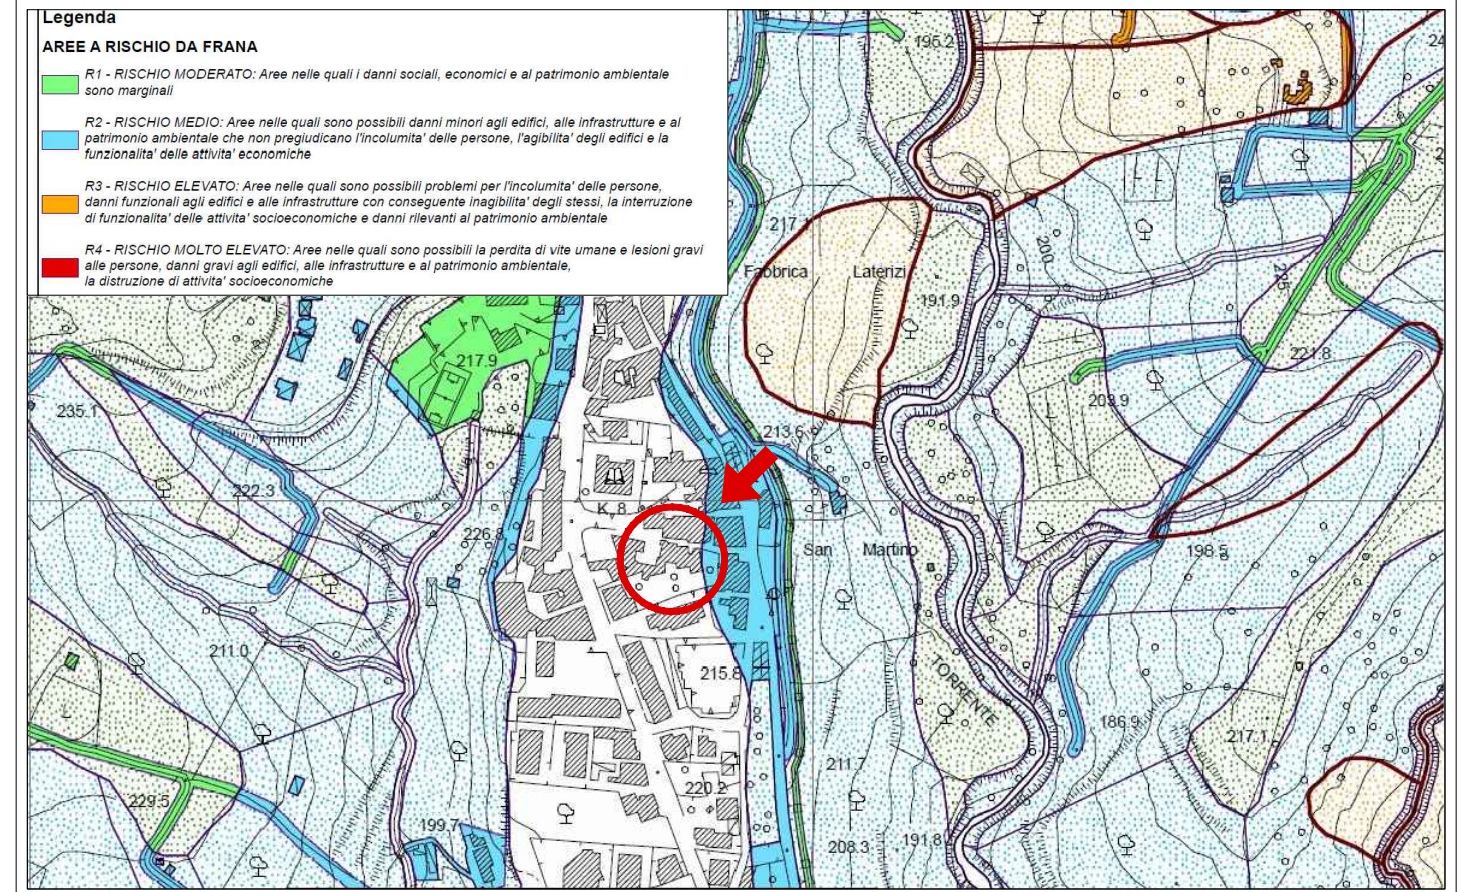 Legenda
AREE A RISCHIO DA FRANA
R1 - RISCHIO MODERATO: Aree nelle quali i danni sociali, economici e al patrimonio ambientale
sono marginali
R2 - RISCHIO MEDIO: Aree nelle quali sono possibili danni minori agli edifici, alle infrastrutture e al
patrimonio ambientale che non pregiudicano l'incolumita' delle persone, l'agibilita' degli edifici e la
funzionalita' delle attivita' economiche
R3 - RISCHIO ELEVATO: Aree nelle quali sono possibili problemi per l'incolumita' delle persone,
danni funzionali agli edifici e alle infrastrutture con conseguente inagibilita' degli stessi, la interruzione
di funzionalita' delle attivita' socioeconomiche e danni rilevanti al patrimonio ambientale
R4 - RISCHIO MOLTO ELEVATO: Aree nelle quali sono possibili la perdita di vite umane e lesioni gravi
alle persone, danni gravi agli edifici, alle infrastrutture e al patrimonio ambientale,
la distruzione di attivita' socioeconomiche
195.2
217.1
200
225
Fabbrica Laterizi
191.9
217.9
221.8
235.1
203.9
213.6
222.3
K. 8
226.8
San Martino
198.5
211.0
TORRENTE
215.8
186.9
217.1
211.7
220.2
229.5
199.7
208.3
191.8